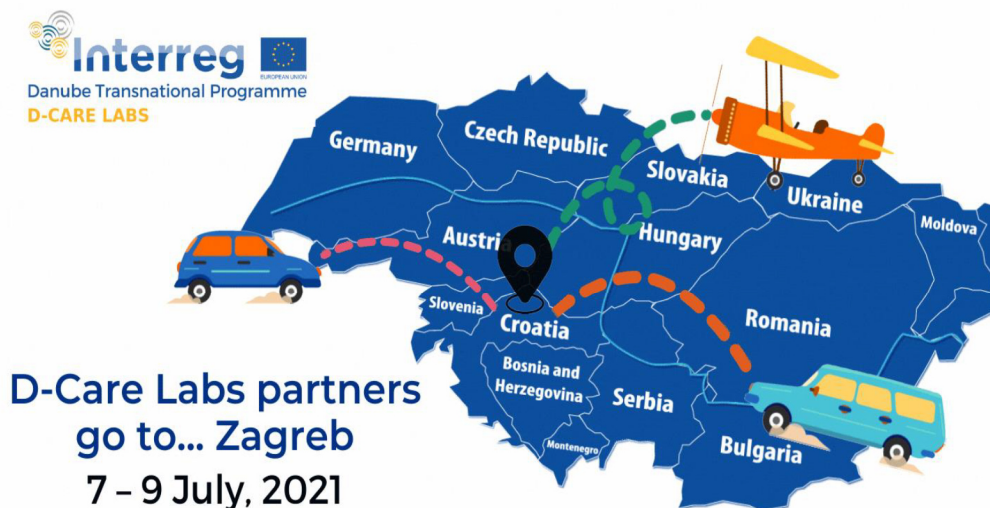 Interreg
EUROPEAN UNION
Danube Transnational Programme
D-CARE LABS
Germany
Czech Republic
Slovakia
Ukraine
Moldova
Austria
Hungary
Slovenia
Croatia
Romania
Bosnia and
Herzegovina
Serbia
Montenegro
Bulgaria
D-Care Labs partners
go to... Zagreb
7 – 9 July, 2021